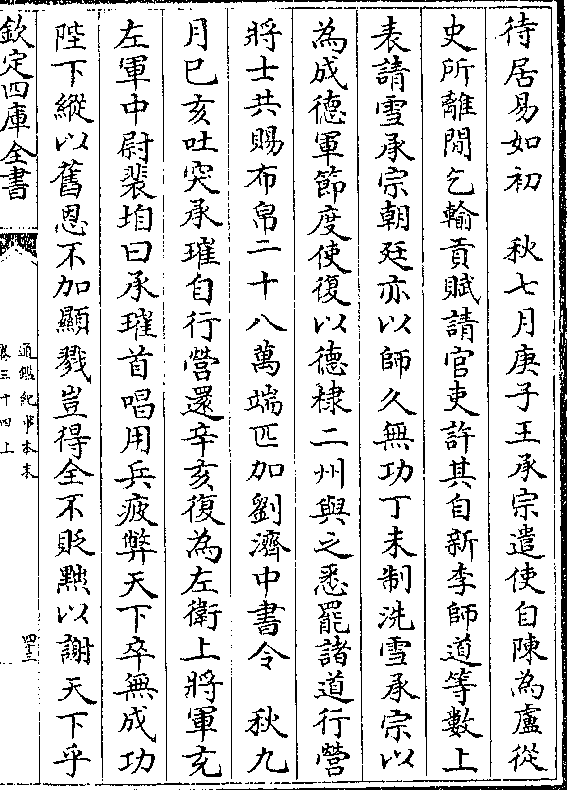 待居易如初　秋七月庚子王承宗遣使自陳為盧從
史所離間乞輸貢賦請官吏許其自新李師道等數上
表請雪承宗朝廷亦以師久無功丁未制洗雪承宗以
為成德軍節度使復以德棣二州與之悉罷諸道行營
將士共賜布帛二十八萬端匹加劉濟中書令　秋九
月巳亥吐突承璀自行營還辛亥復為左衛上將軍充
左軍中尉裴垍曰承璀首唱用兵疲弊天下卒無成功
陛下縱以舊恩不加顯戮豈得全不貶黜以謝天下乎
欽定四庫全書
通鑑紀事本末
卷三十四上
四三